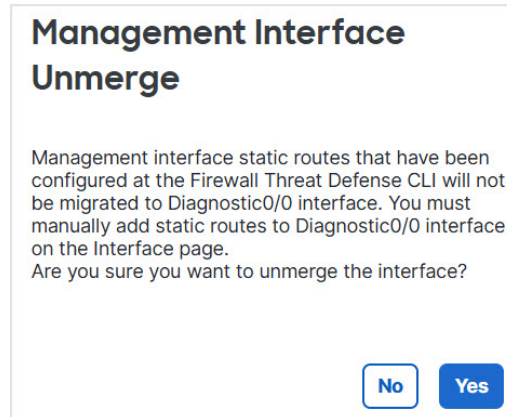 Management Interface
Unmerge
Management interface static routes that have been
configured at the Firewall Threat Defense CLI will not
be migrated to Diagnostic0/0 interface. You must
manually add static routes to Diagnostic0/0 interface
on the Interface page.
Are you sure you want to unmerge the interface?
No Yes